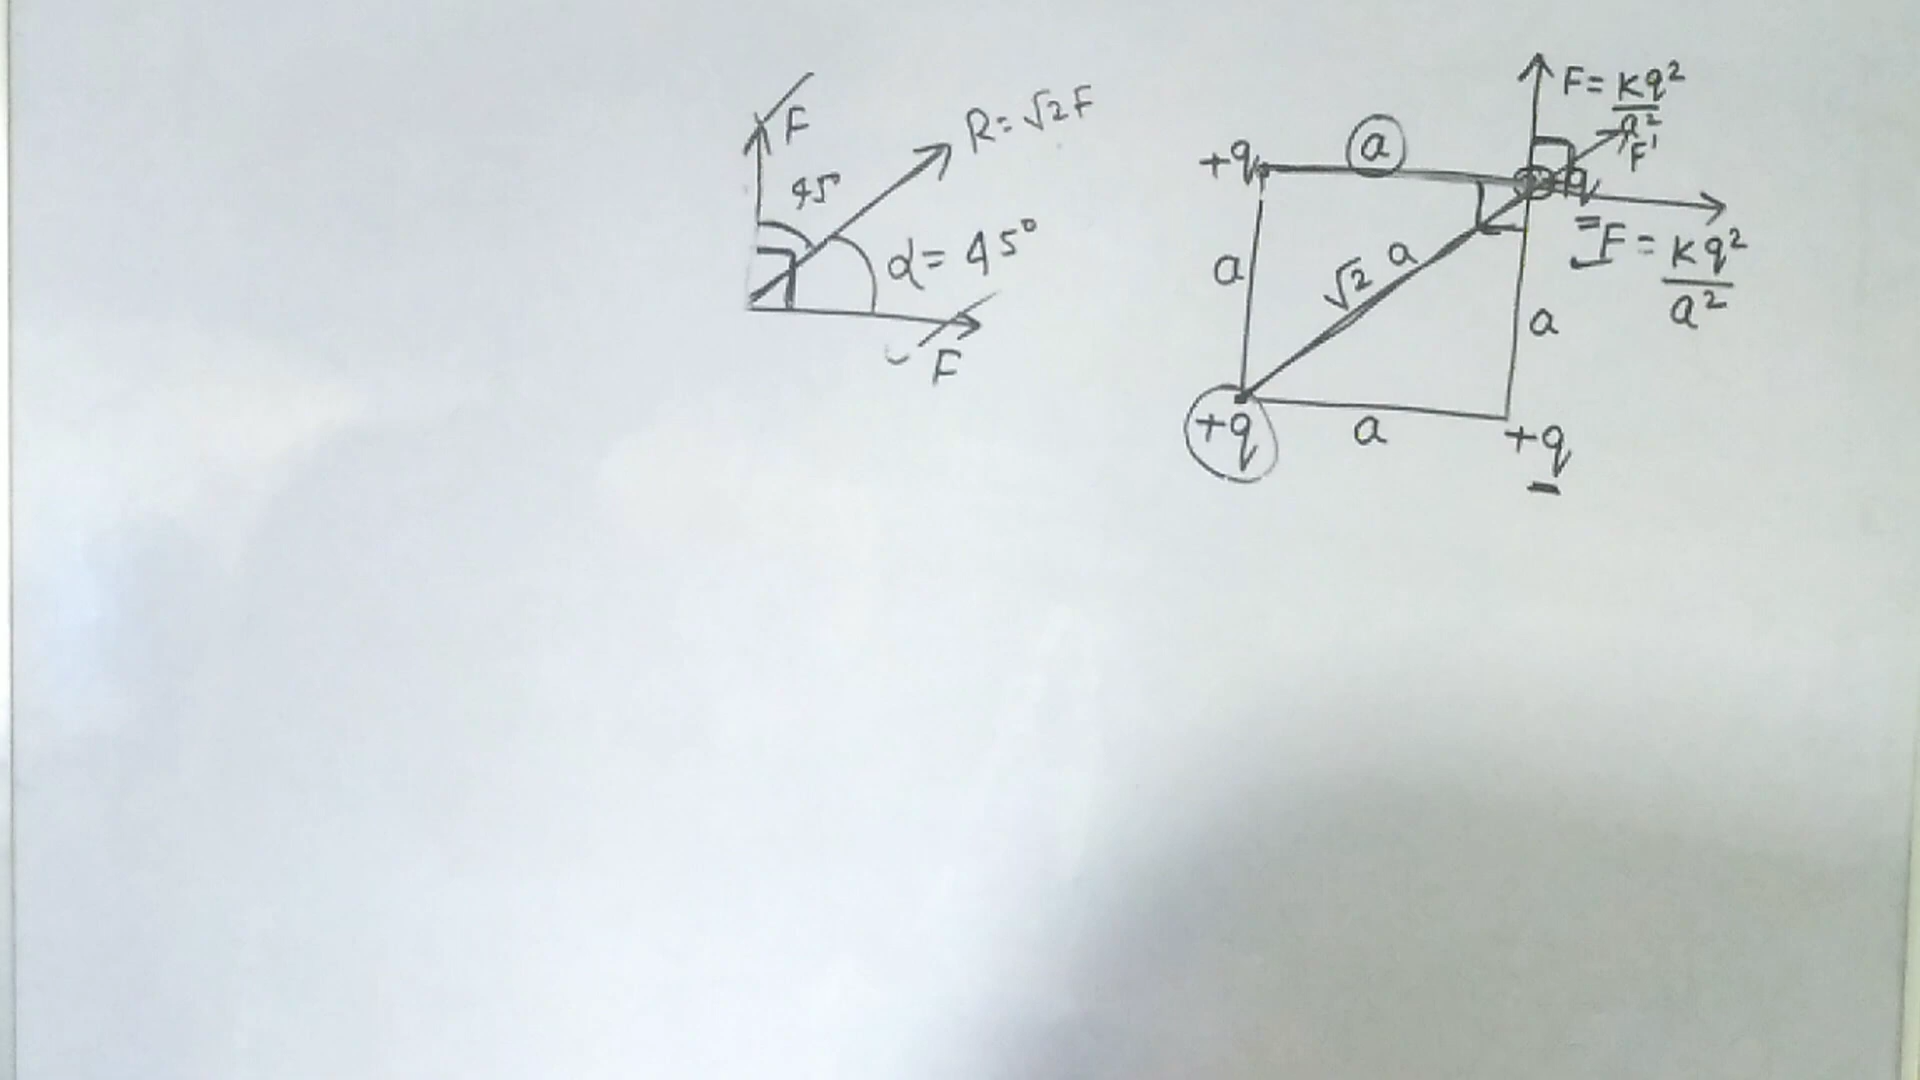 F
R=√2F
45
α=45°
F
F=kq²/a²
F'
+q
a
a
√2 a
F=kq²/a²
a
+q
a
+q